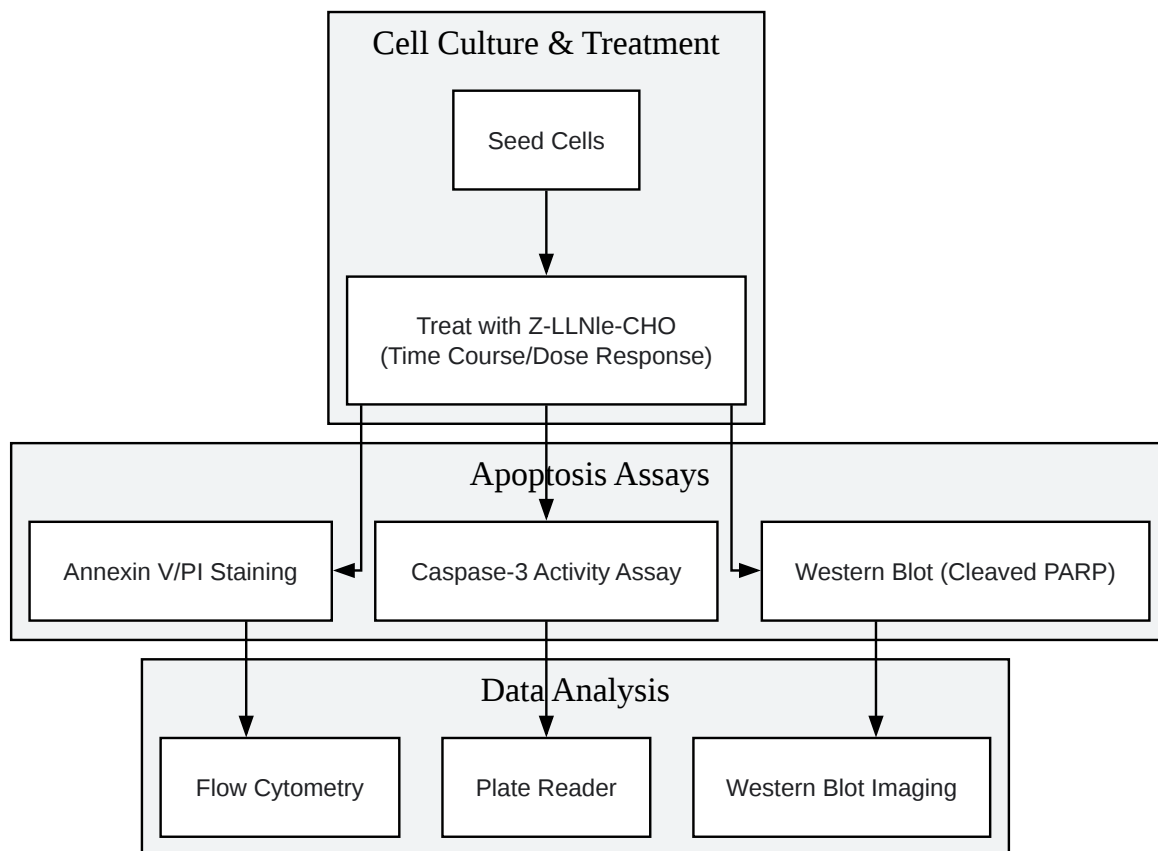 Cell Culture & Treatment
Seed Cells
Treat with Z-LLNle-CHO
(Time Course/Dose Response)
Apoptosis Assays
Annexin V/PI Staining
Caspase-3 Activity Assay
Western Blot (Cleaved PARP)
Data Analysis
Flow Cytometry
Plate Reader
Western Blot Imaging